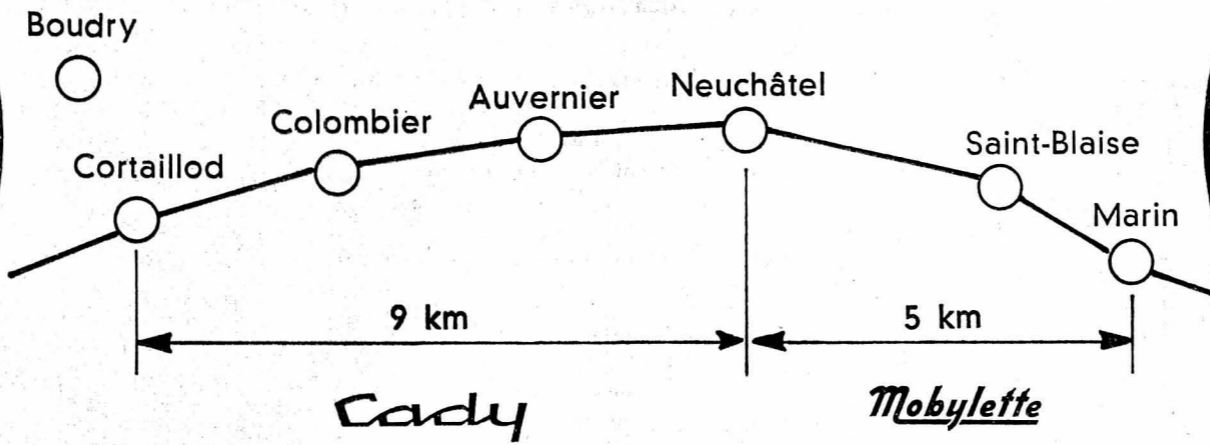 Boudry
Cortaillod
Colombier
Auvernier
Neuchâtel
Saint-Blaise
Marin
9 km
5 km
Cady
Mobylette